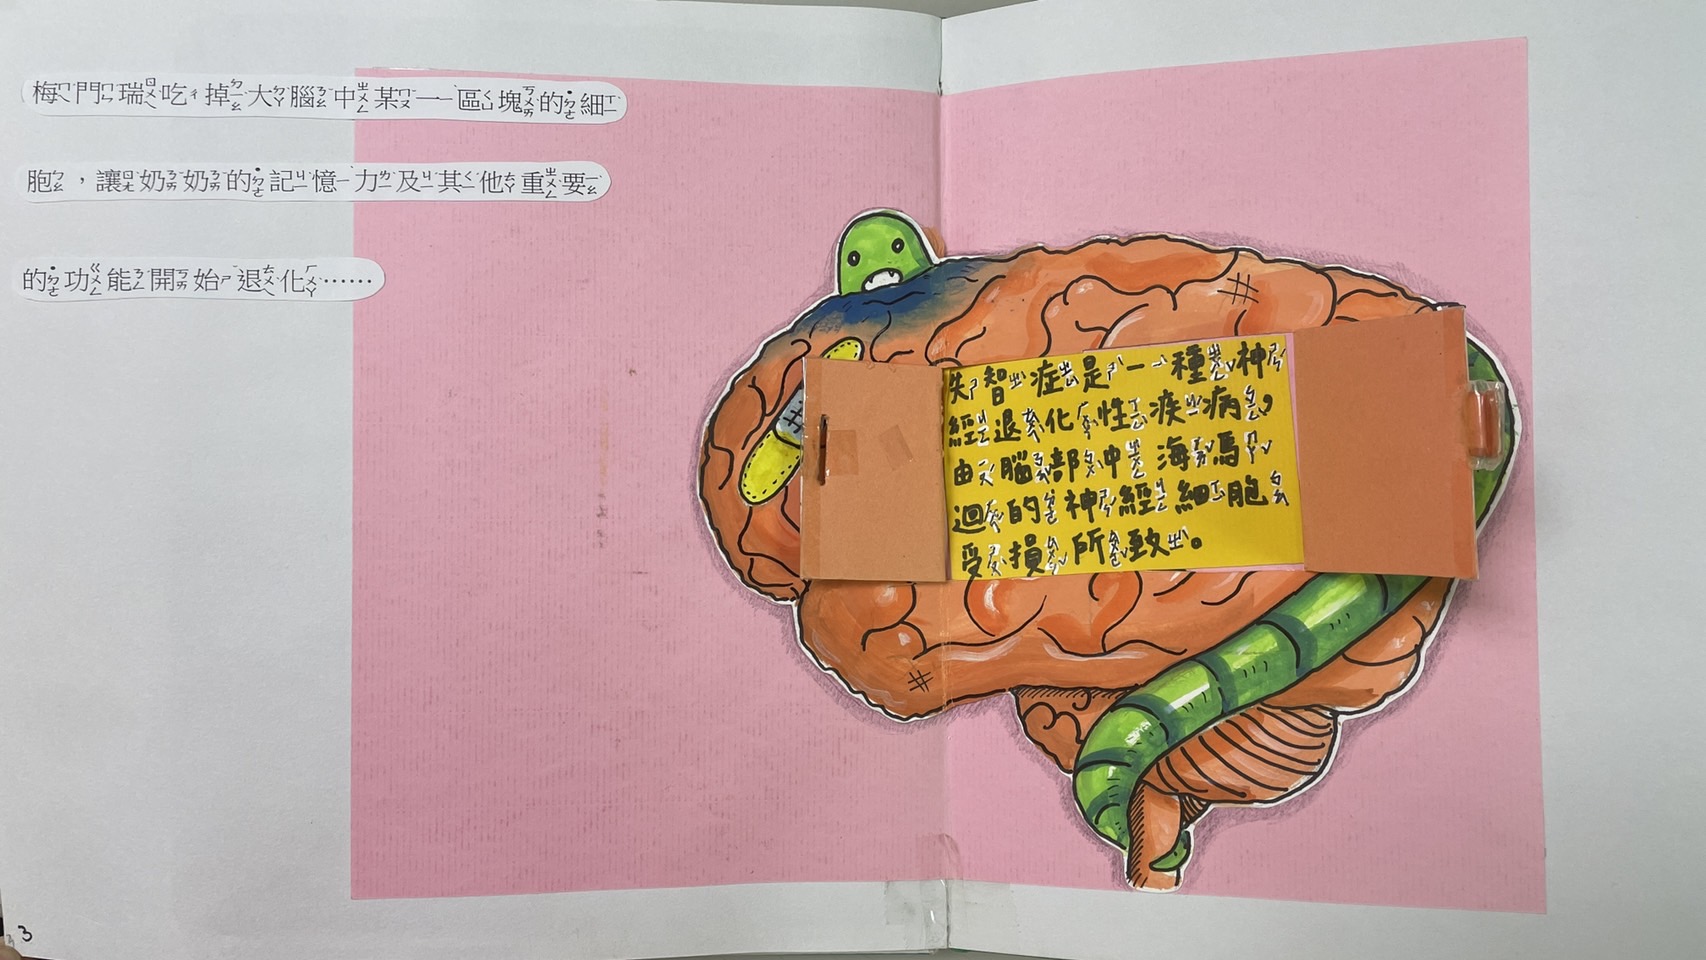 梅門瑞吃掉大腦中某一區塊的細
胞，讓奶奶的記憶力及其他重要
的功能開始退化……
失智症是一種神
經退化性疾病，
由腦部中海馬
迴的神經細胞
受損所致。
3